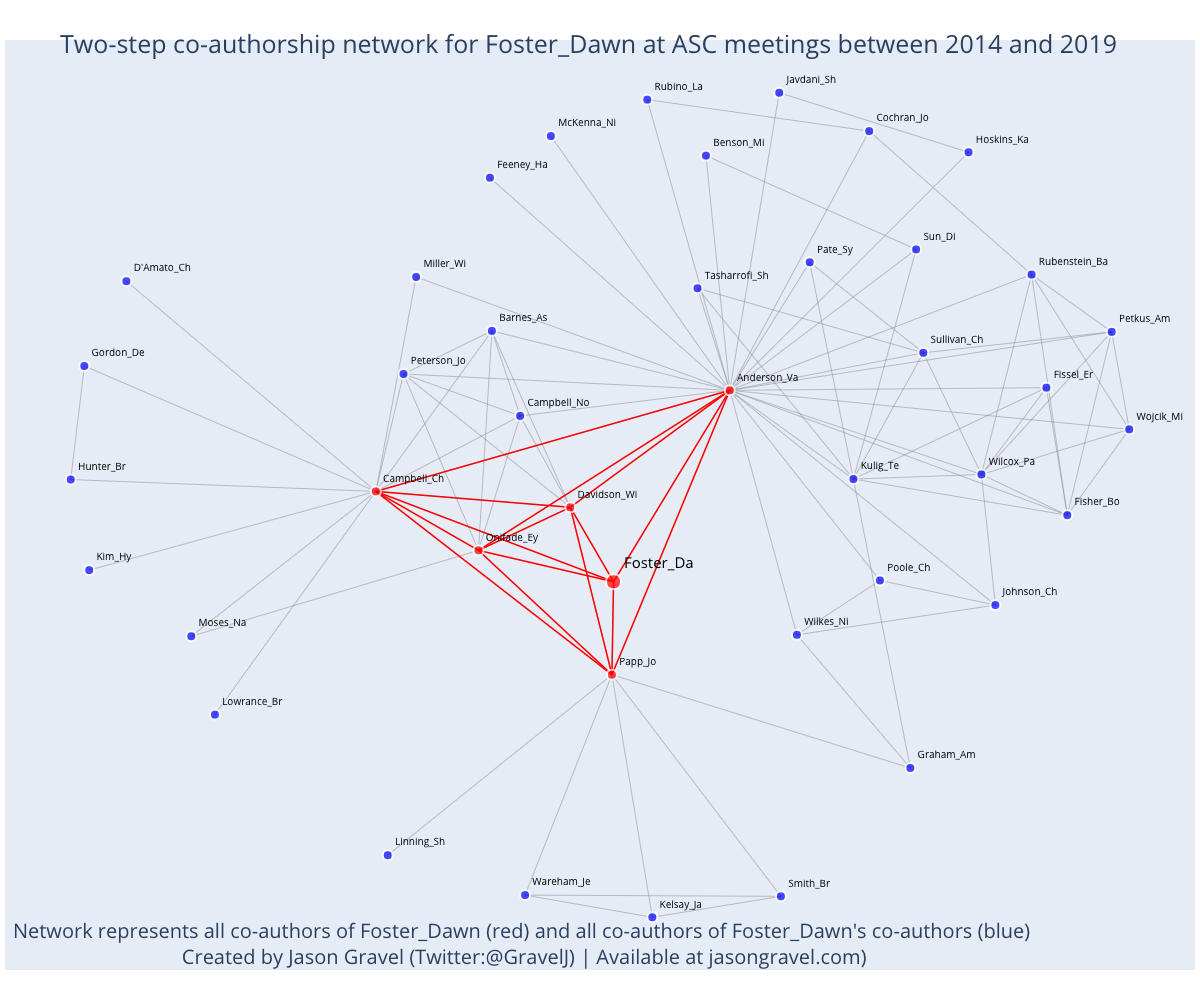 Two-step co-authorship network for Foster_Dawn at ASC meetings between 2014 and 2019
Rubino_La
Javdani_Sh
McKenna_Ni
Cochran_Jo
Benson_Mi
Hoskins_Ka
Feeney_Ha
Sun_Di
Pate_Sy
D'Amato_Ch
Miller_Wi
Tasharrofi_Sh
Rubenstein_Ba
Barnes_As
Petkus_Am
Gordon_De
Peterson_Jo
Sullivan_Ch
Anderson_Va
Fissel_Er
Campbell_No
Wojcik_Mi
Hunter_Br
Campbell_Ch
Kulig_Te
Wilcox_Pa
Davidson_Wi
Fisher_Bo
Onifade_Ey
Kim_Hy
Foster_Da
Poole_Ch
Johnson_Ch
Moses_Na
Wilkes_Ni
Papp_Jo
Lowrance_Br
Graham_Am
Linning_Sh
Wareham_Je
Smith_Br
Kelsay_Ja
Network represents all co-authors of Foster_Dawn (red) and all co-authors of Foster_Dawn's co-authors (blue)
Created by Jason Gravel (Twitter:@GravelJ) | Available at jasongravel.com)